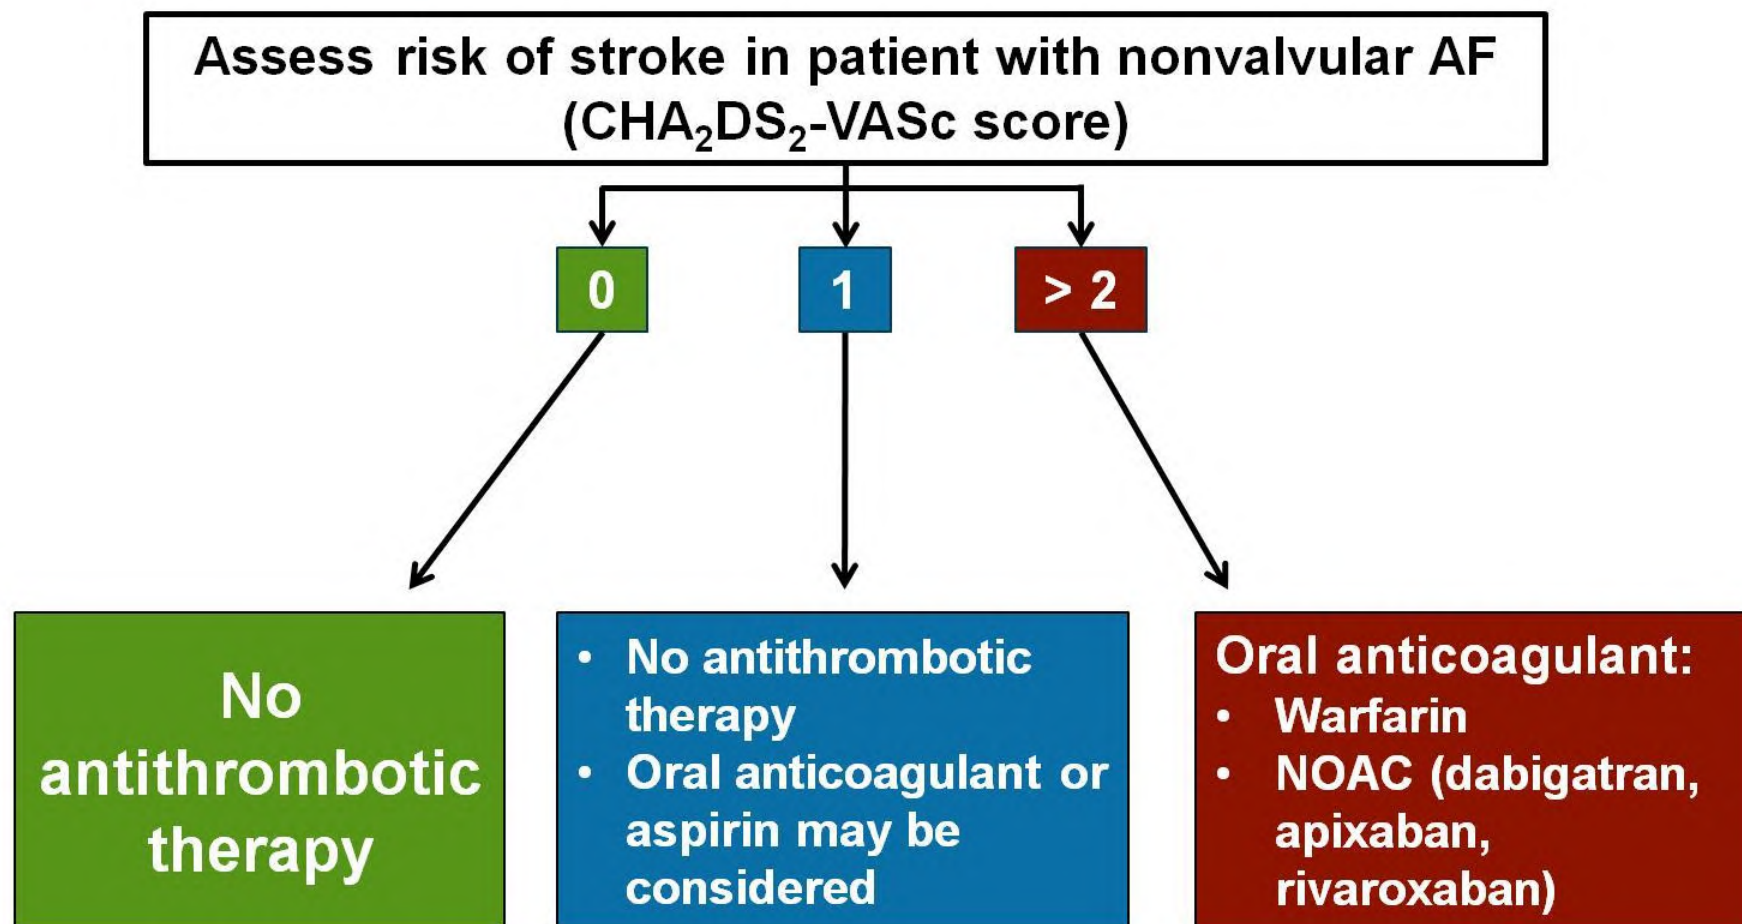 Assess risk of stroke in patient with nonvalvular AF
(CHA₂DS₂-VASc score)
0
1
> 2
No
antithrombotic
therapy
• No antithrombotic
therapy
• Oral anticoagulant or
aspirin may be
considered
Oral anticoagulant:
• Warfarin
• NOAC (dabigatran,
apixaban,
rivaroxaban)